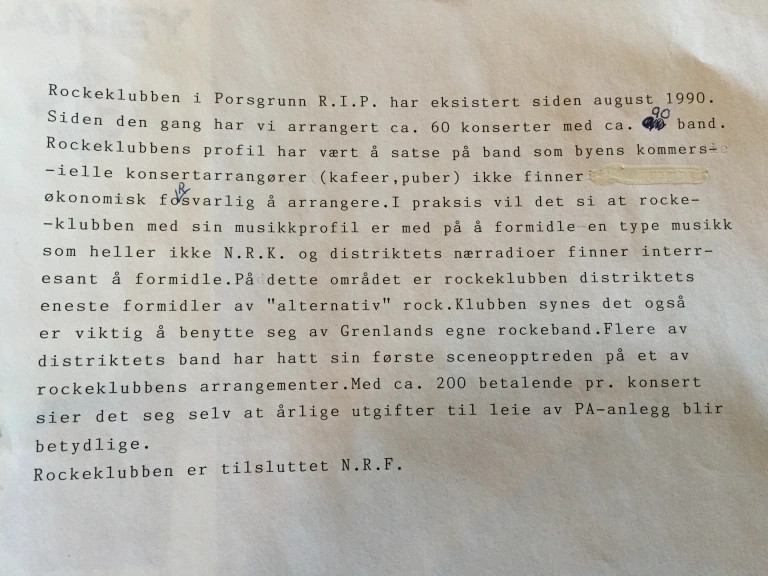 Rockeklubben i Porsgrunn R.I.P. har eksistert siden august 1990.
Siden den gang har vi arrangert ca. 60 konserter med ca. 90 band.
Rockeklubbens profil har vært å satse på band som byens kommers-
-ielle konsertarrangører (kafeer,puber) ikke finner
økonomisk forsvarlig å arrangere.I praksis vil det si at rocke-
-klubben med sin musikkprofil er med på å formidle en type musikk
som heller ikke N.R.K. og distriktets nærradioer finner interr-
esant å formidle.På dette området er rockeklubben distriktets
eneste formidler av "alternativ" rock.Klubben synes det også
er viktig å benytte seg av Grenlands egne rockeband.Flere av
distriktets band har hatt sin første sceneopptreden på et av
rockeklubbens arrangementer.Med ca. 200 betalende pr. konsert
sier det seg selv at årlige utgifter til leie av PA-anlegg blir
betydlige.
Rockeklubben er tilsluttet N.R.F.